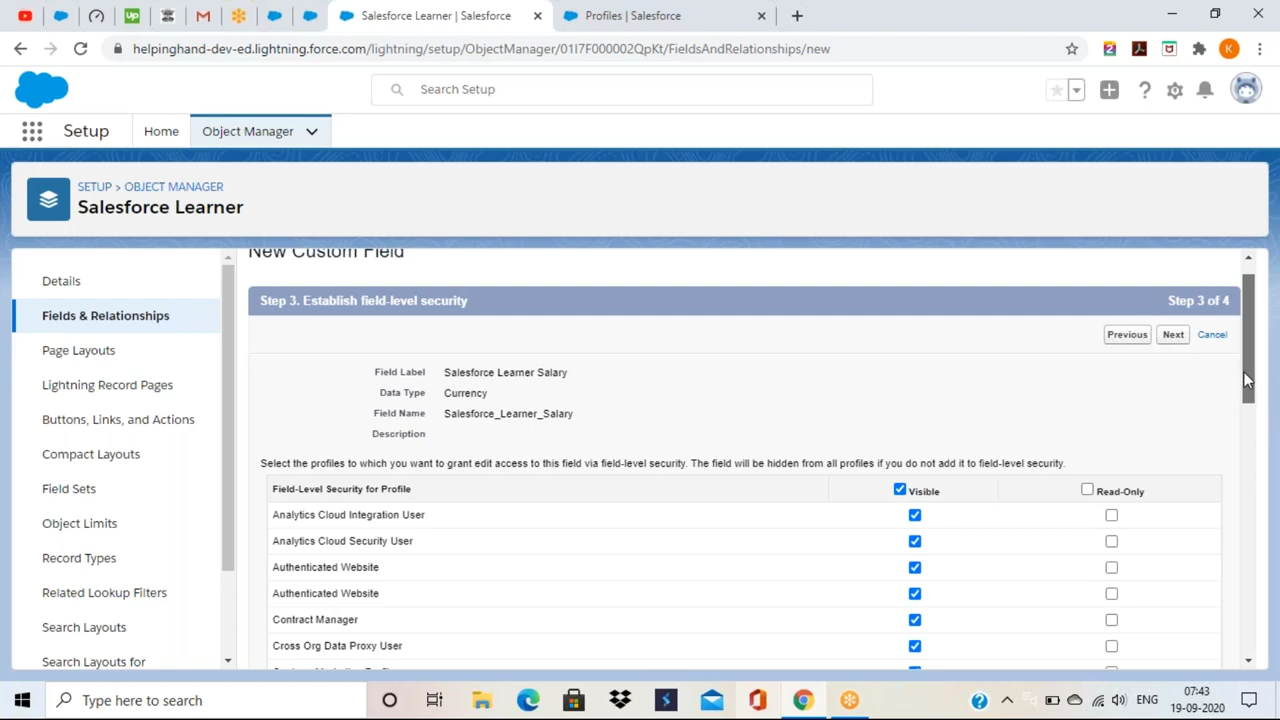 Salesforce Learner | Salesforce
Profiles | Salesforce
helpinghand-dev-ed.lightning.force.com/lightning/setup/ObjectManager/01I7F000002QpKt/FieldsAndRelationships/new
K
Search Setup
Setup
Home
Object Manager
SETUP > OBJECT MANAGER
Salesforce Learner
Details
Fields & Relationships
Page Layouts
Lightning Record Pages
Buttons, Links, and Actions
Compact Layouts
Field Sets
Object Limits
Record Types
Related Lookup Filters
Search Layouts
Search Layouts for
New Custom Field
Step 3. Establish field-level security
Step 3 of 4
Previous Next Cancel
Field Label Salesforce Learner Salary
Data Type Currency
Field Name Salesforce_Learner_Salary
Description
Select the profiles to which you want to grant edit access to this field via field-level security. The field will be hidden from all profiles if you do not add it to field-level security.
Field-Level Security for Profile Visible Read-Only
Analytics Cloud Integration User
Analytics Cloud Security User
Authenticated Website
Authenticated Website
Contract Manager
Cross Org Data Proxy User
Type here to search
ENG
07:43
19-09-2020